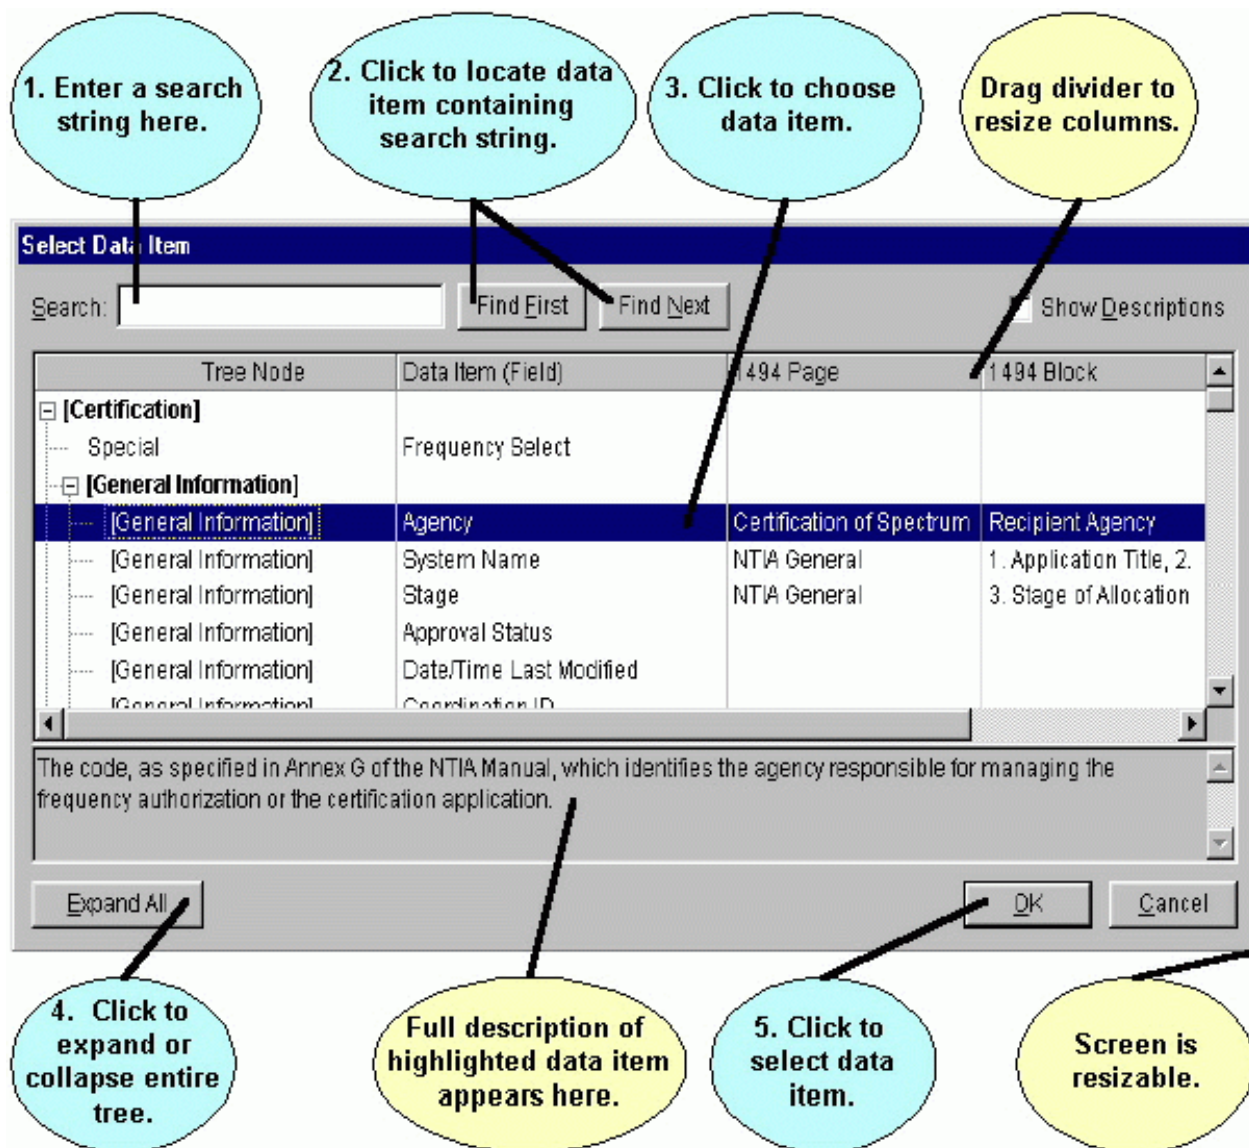 1. Enter a search
string here.
2. Click to locate data
item containing
search string.
3. Click to choose
data item.
Drag divider to
resize columns.
Select Data Item
Search: Find First Find Next Show Descriptions
Tree Node Data Item (Field) 1494 Page 1494 Block
[Certification]
Special Frequency Select
[General Information]
[General Information] Agency Certification of Spectrum Recipient Agency
[General Information] System Name NTIA General 1. Application Title, 2.
[General Information] Stage NTIA General 3. Stage of Allocation
[General Information] Approval Status
[General Information] Date/Time Last Modified
[General Information] Coordination ID
The code, as specified in Annex G of the NTIA Manual, which identifies the agency responsible for managing the
frequency authorization or the certification application.
Expand All OK Cancel
4. Click to
expand or
collapse entire
tree.
Full description of
highlighted data item
appears here.
5. Click to
select data
item.
Screen is
resizable.